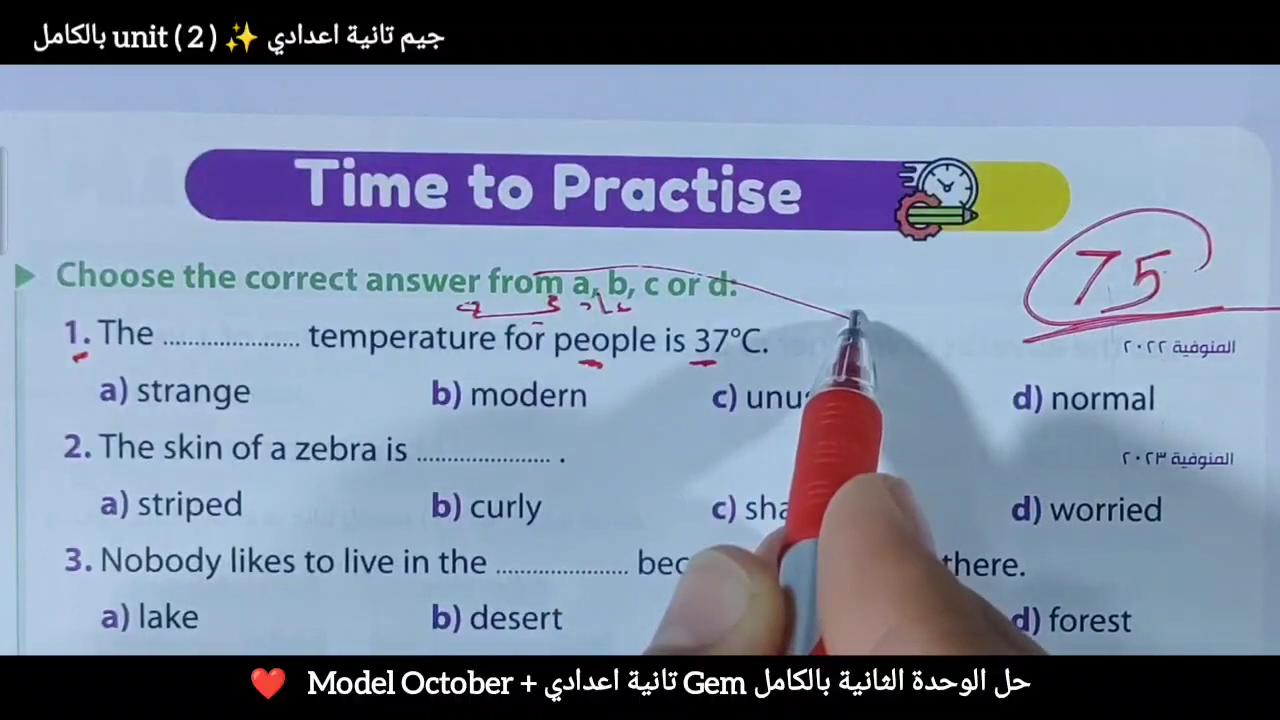 جيم تانية اعدادي ✨ unit ( 2 ) بالكامل
Time to Practise
75
Choose the correct answer from a, b, c or d:
1. The .................... temperature for people is 37°C. المنوفية ٢٠٢٢
a) strange b) modern c) d) normal
2. The skin of a zebra is .................... . المنوفية ٢٠٢٣
a) striped b) curly c) d) worried
3. Nobody likes to live in the .................... there.
a) lake b) desert d) forest
حل الوحدة الثانية بالكامل Gem تانية اعدادي + Model October ❤️